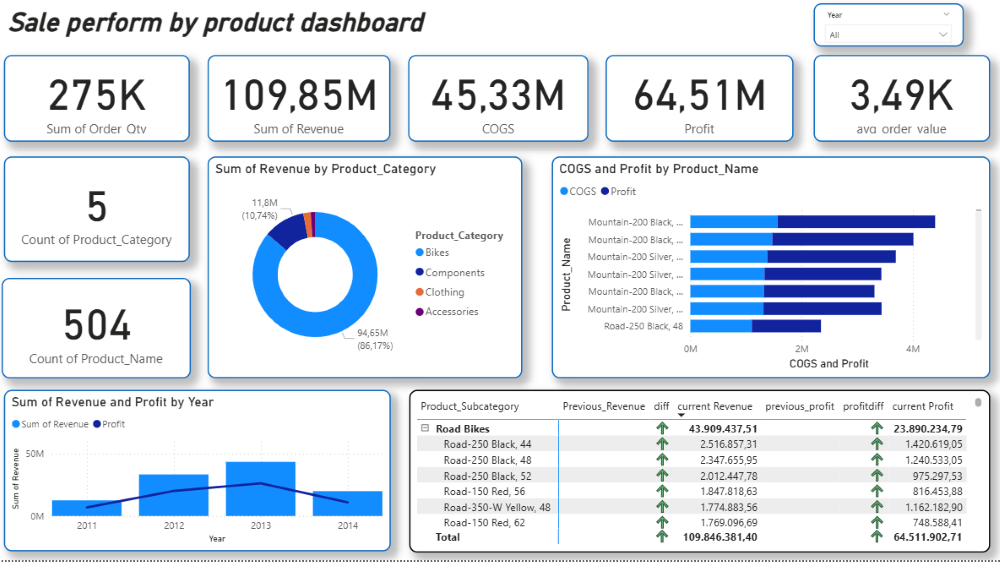 Sale perform by product dashboard
Year
All
275K
Sum of Order_Qty
109,85M
Sum of Revenue
45,33M
COGS
64,51M
Profit
3,49K
avg_order_value
5
Count of Product_Category
504
Count of Product_Name
Sum of Revenue by Product_Category
11,8M
(10,74%)
94,65M
(86,17%)
Product_Category
Bikes
Components
Clothing
Accessories
COGS and Profit by Product_Name
COGS Profit
Product_Name
Mountain-200 Black, ...
Mountain-200 Black, ...
Mountain-200 Silver, ...
Mountain-200 Silver, ...
Mountain-200 Black, ...
Mountain-200 Silver, ...
Road-250 Black, 48
0M 2M 4M
COGS and Profit
Sum of Revenue and Profit by Year
Sum of Revenue Profit
Sum of Revenue
50M
0M
2011 2012 2013 2014
Year
Product_Subcategory Previous_Revenue diff current Revenue previous_profit profitdiff current Profit
Road Bikes 43.909.437,51 23.890.234,79
Road-250 Black, 44 2.516.857,31 1.420.619,05
Road-250 Black, 48 2.347.655,95 1.240.533,05
Road-250 Black, 52 2.012.447,78 975.297,53
Road-150 Red, 56 1.847.818,63 816.453,88
Road-350-W Yellow, 48 1.774.883,56 1.162.182,90
Road-150 Red, 62 1.769.096,69 748.588,41
Total 109.846.381,40 64.511.902,71